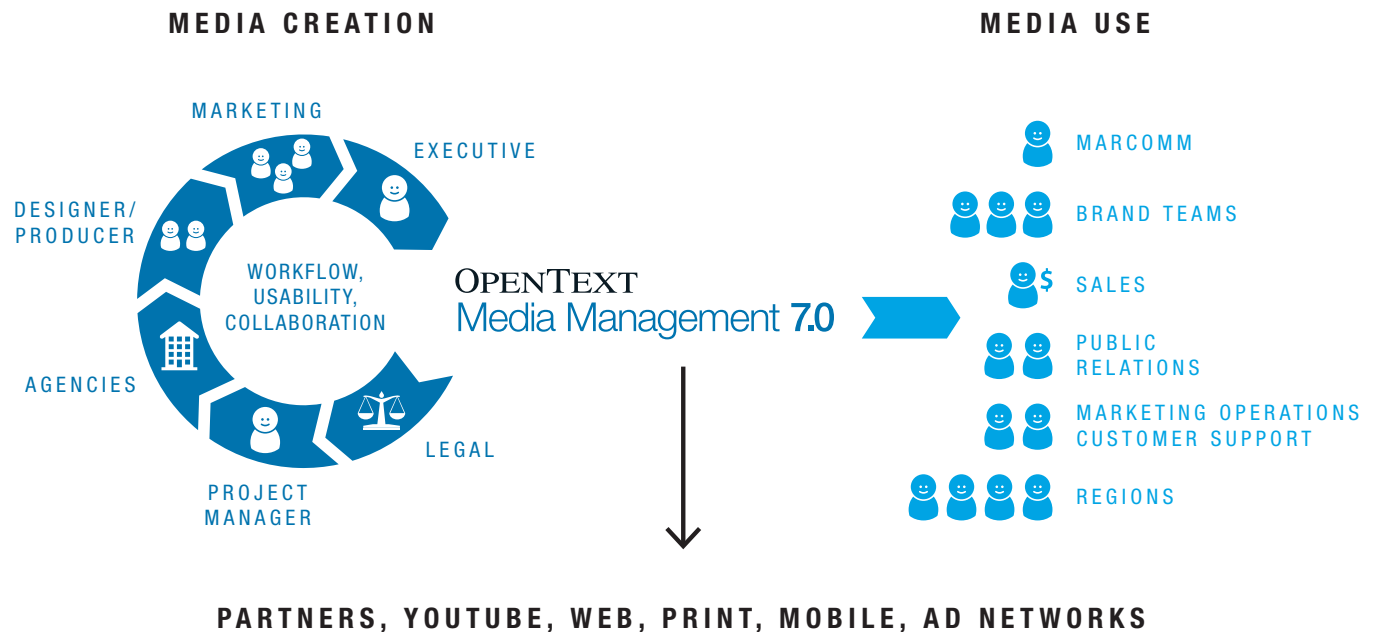 MEDIA CREATION
MARKETING
EXECUTIVE
DESIGNER/
PRODUCER
WORKFLOW,
USABILITY,
COLLABORATION
AGENCIES
PROJECT
MANAGER
LEGAL
OPENTEXT
Media Management 7.0
MEDIA USE
MARCOMM
BRAND TEAMS
$
SALES
PUBLIC
RELATIONS
MARKETING OPERATIONS
CUSTOMER SUPPORT
REGIONS
PARTNERS, YOUTUBE, WEB, PRINT, MOBILE, AD NETWORKS